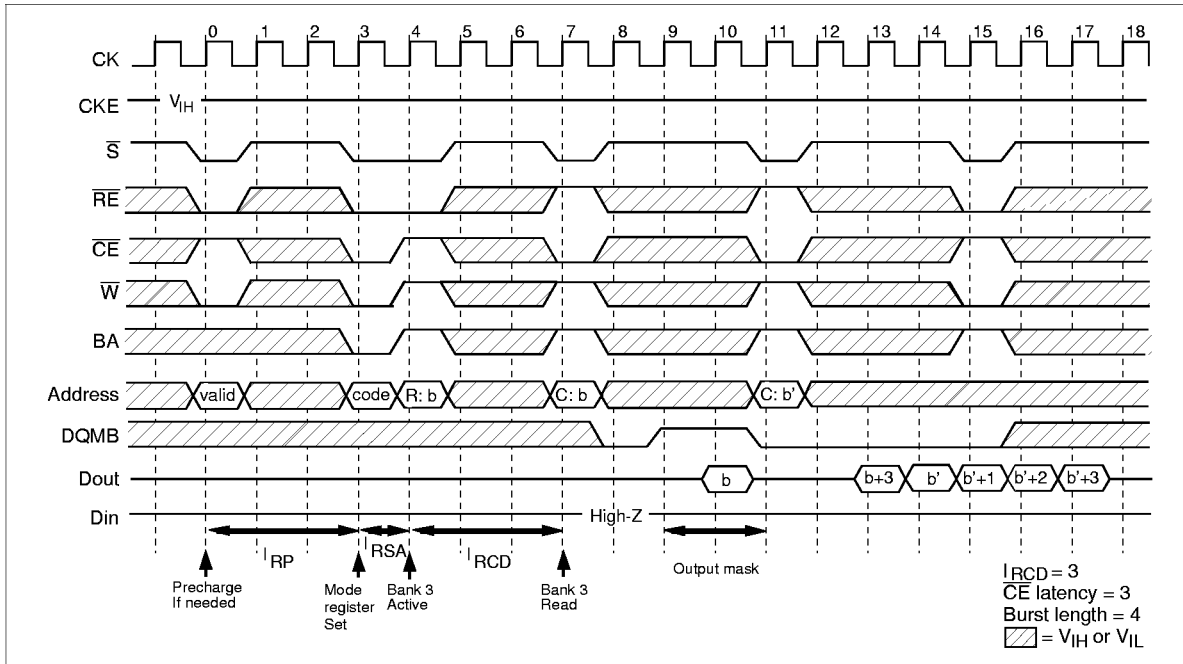 0 1 2 3 4 5 6 7 8 9 10 11 12 13 14 15 16 17 18
CK
CKE VIH
S
RE
CE
W
BA
Address valid code R: b C: b C: b'
DQMB
Dout b b+3 b' b'+1 b'+2 b'+3
Din High-Z
lRP lRSA lRCD Output mask
Precharge
If needed
Mode
register
Set
Bank 3
Active
Bank 3
Read
lRCD = 3
CE latency = 3
Burst length = 4
= VIH or VIL